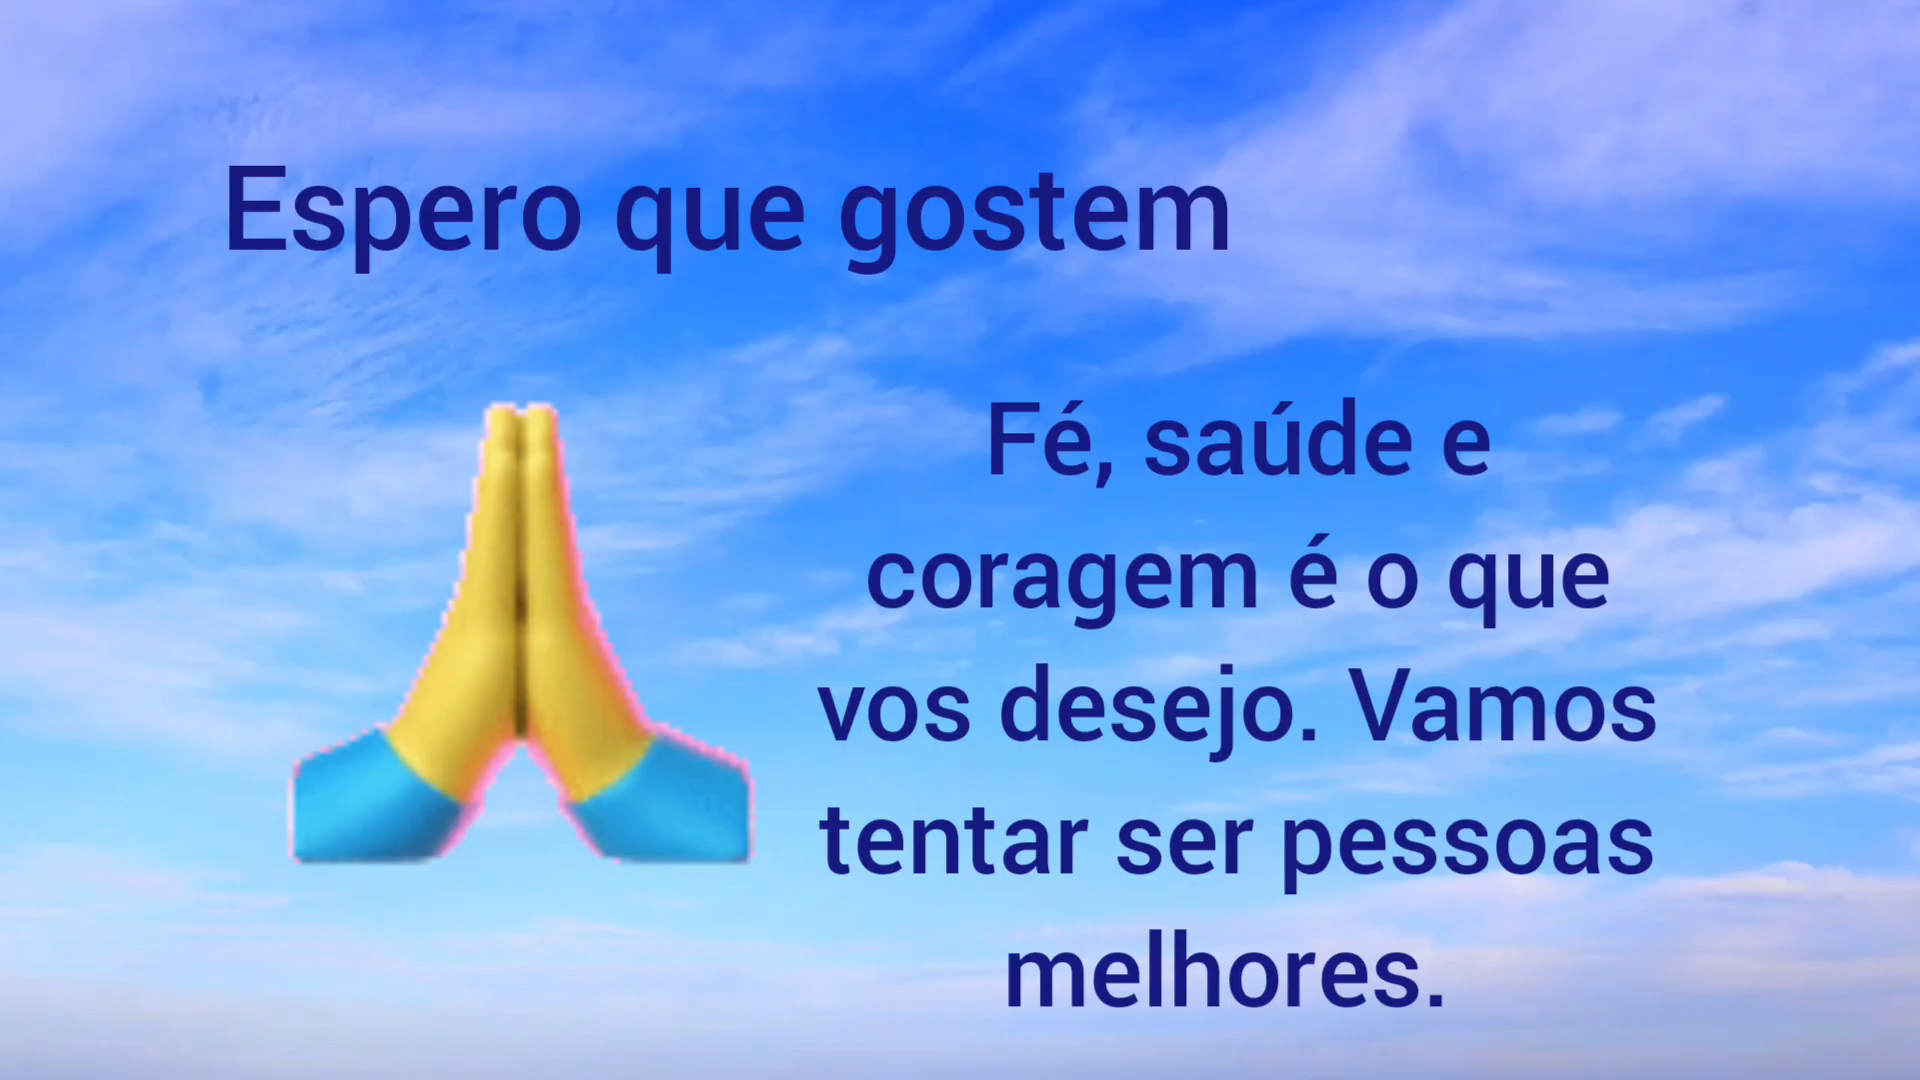 Espero que gostem
Fé, saúde e
coragem é o que
vos desejo. Vamos
tentar ser pessoas
melhores.